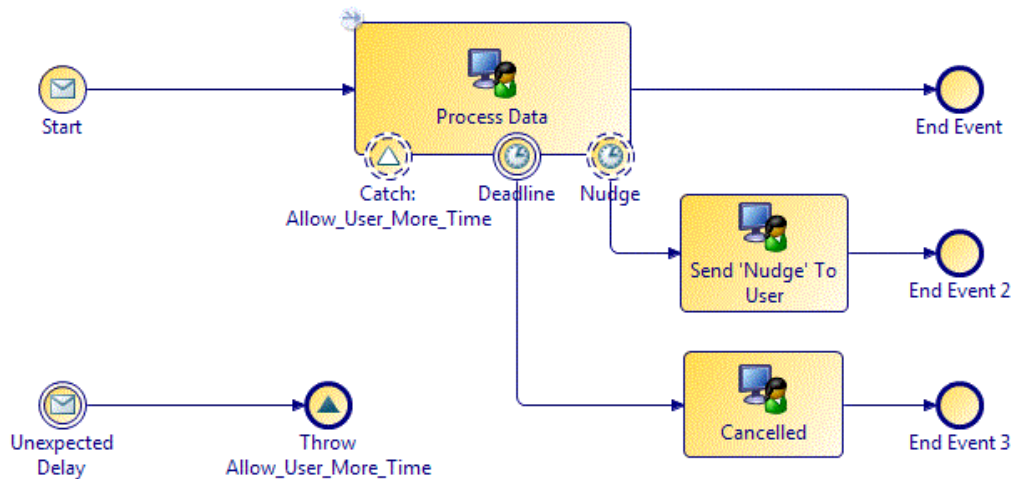 Process Data
Start
End Event
Catch:
Allow_User_More_Time
Deadline
Nudge
Send 'Nudge' To
User
End Event 2
Cancelled
Unexpected
Delay
Throw
Allow_User_More_Time
End Event 3